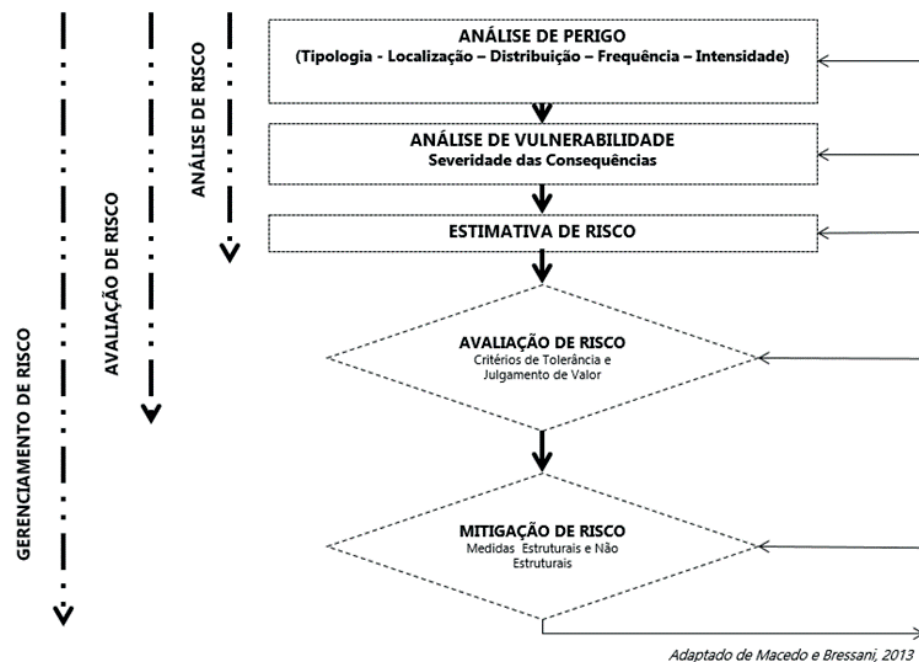 ANÁLISE DE PERIGO
(Tipologia - Localização – Distribuição – Frequência – Intensidade)
ANÁLISE DE VULNERABILIDADE
Severidade das Consequências
ESTIMATIVA DE RISCO
AVALIAÇÃO DE RISCO
Critérios de Tolerância e
Julgamento de Valor
MITIGAÇÃO DE RISCO
Medidas Estruturais e Não
Estruturais
GERENCIAMENTO DE RISCO
AVALIAÇÃO DE RISCO
ANÁLISE DE RISCO
Adaptado de Macedo e Bressani, 2013